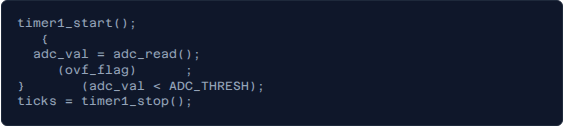 timer1_start();
{
adc_val = adc_read();
(ovf_flag) ;
} (adc_val < ADC_THRESH);
ticks = timer1_stop();